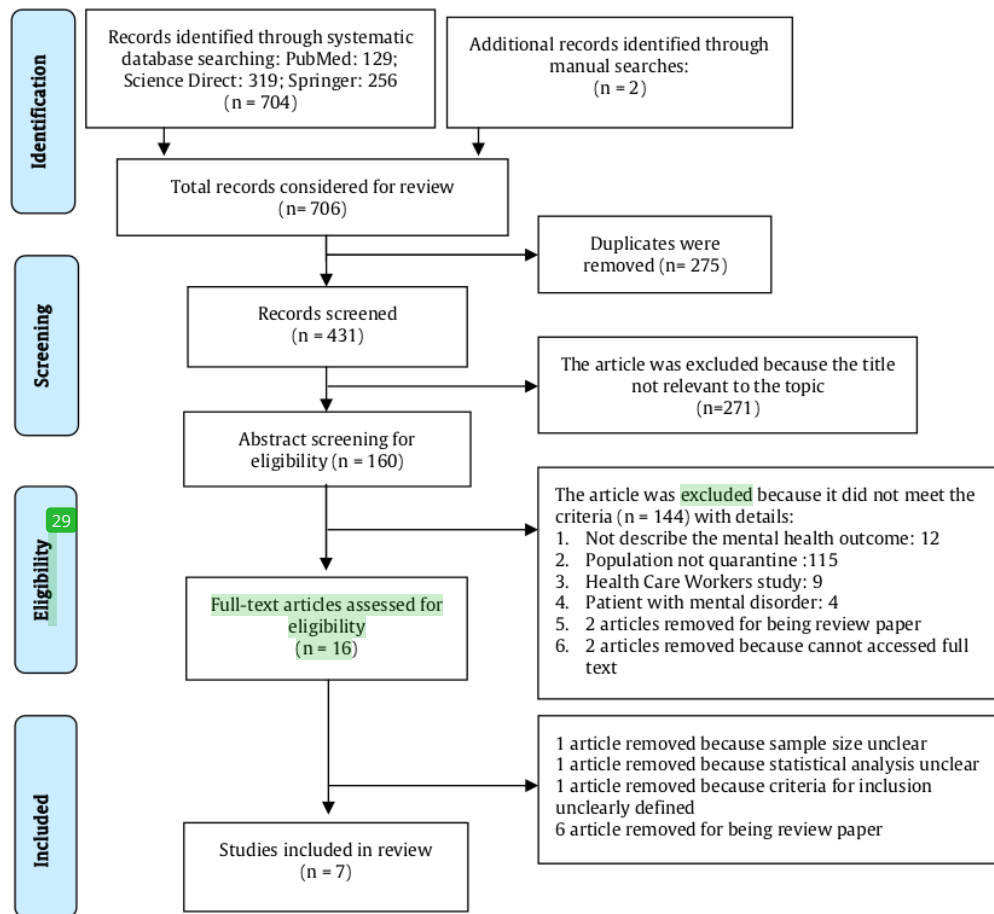 Identification
Records identified through systematic
database searching: PubMed: 129;
Science Direct: 319; Springer: 256
(n = 704)
Additional records identified through
manual searches:
(n = 2)
Total records considered for review
(n= 706)
Duplicates were
removed (n= 275)
Screening
Records screened
(n = 431)
The article was excluded because the title
not relevant to the topic
(n=271)
Abstract screening for
eligibility (n = 160)
Eligibility
29
The article was excluded because it did not meet the
criteria (n = 144) with details:
1. Not describe the mental health outcome: 12
2. Population not quarantine :115
3. Health Care Workers study: 9
4. Patient with mental disorder: 4
5. 2 articles removed for being review paper
6. 2 articles removed because cannot accessed full
text
Full-text articles assessed for
eligibility
(n = 16)
Included
1 article removed because sample size unclear
1 article removed because statistical analysis unclear
1 article removed because criteria for inclusion
unclearly defined
6 article removed for being review paper
Studies included in review
(n = 7)